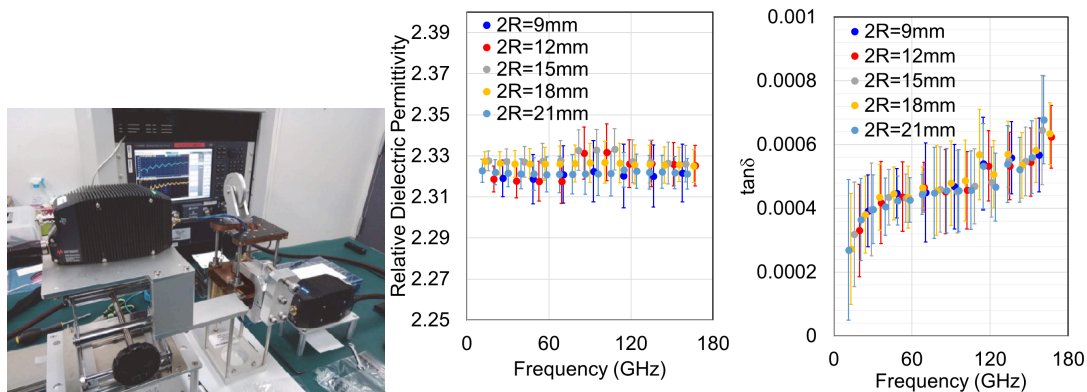 Relative Dielectric Permittivity
2.39
2.37
2.35
2.33
2.31
2.29
2.27
2.25
2R=9mm
2R=12mm
2R=15mm
2R=18mm
2R=21mm
0
60
120
180
Frequency (GHz)
tanδ
0.001
0.0008
0.0006
0.0004
0.0002
0
2R=9mm
2R=12mm
2R=15mm
2R=18mm
2R=21mm
0
60
120
180
Frequency (GHz)